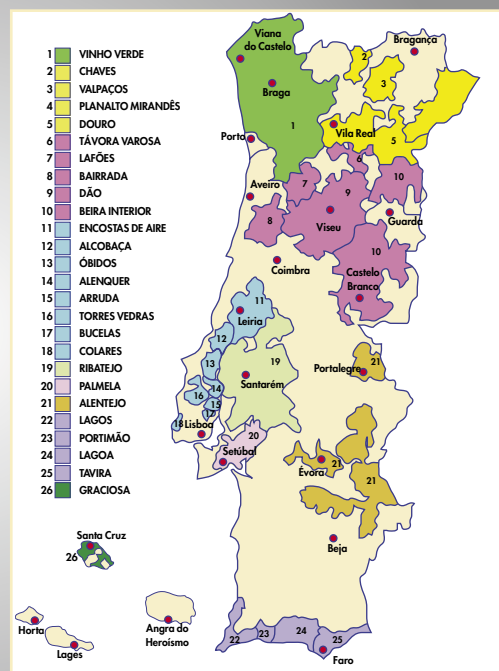 1 VINHO VERDE
2 CHAVES
3 VALPAÇOS
4 PLANALTO MIRANDÊS
5 DOURO
6 TÁVORA VAROSA
7 LAFÕES
8 BAIRRADA
9 DÃO
10 BEIRA INTERIOR
11 ENCOSTAS DE AIRE
12 ALCOBAÇA
13 ÓBIDOS
14 ALENQUER
15 ARRUDA
16 TORRES VEDRAS
17 BUCELAS
18 COLARES
19 RIBATEJO
20 PALMELA
21 ALENTEJO
22 LAGOS
23 PORTIMÃO
24 LAGOA
25 TAVIRA
26 GRACIOSA
Viana
do Castelo
Bragança
2
Braga
3
1
Porto
Vila Real
5
6
Aveiro
7
10
9
8
Viseu
Guarda
10
Coimbra
Castelo
Branco
11
Leiria
12
13
19
21
Portalegre
14
Santarém
16
15
17
18
Lisboa
20
Setúbal
21
Évora
21
Santa Cruz
26
Beja
Horta
Lages
Angra do
Heroísmo
22
23
24
25
Faro